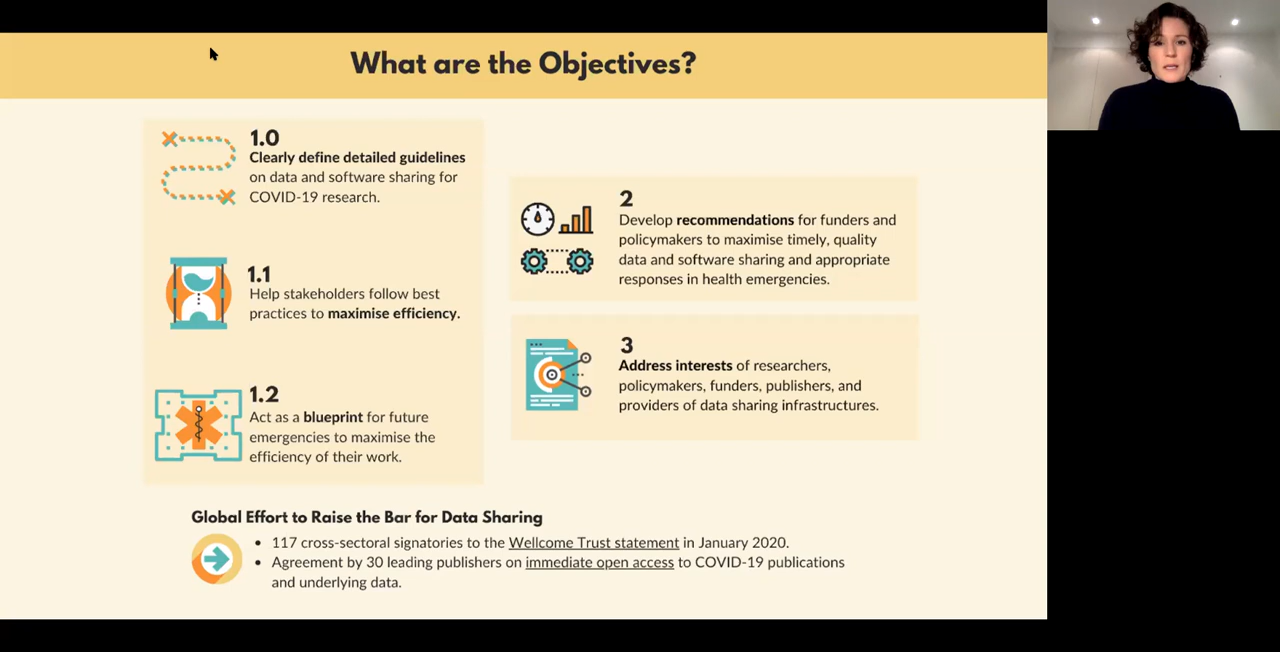 What are the Objectives?
1.0
Clearly define detailed guidelines
on data and software sharing for
COVID-19 research.
1.1
Help stakeholders follow best
practices to maximise efficiency.
1.2
Act as a blueprint for future
emergencies to maximise the
efficiency of their work.
2
Develop recommendations for funders and
policymakers to maximise timely, quality
data and software sharing and appropriate
responses in health emergencies.
3
Address interests of researchers,
policymakers, funders, publishers, and
providers of data sharing infrastructures.
Global Effort to Raise the Bar for Data Sharing
• 117 cross-sectoral signatories to the Wellcome Trust statement in January 2020.
• Agreement by 30 leading publishers on immediate open access to COVID-19 publications
and underlying data.